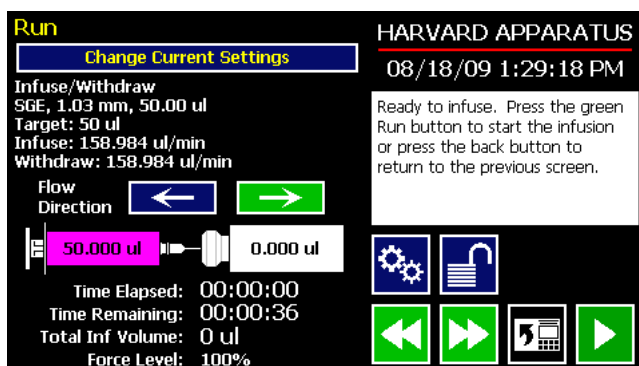 Run
Change Current Settings
Infuse/Withdraw
SGE, 1.03 mm, 50.00 ul
Target: 50 ul
Infuse: 158.984 ul/min
Withdraw: 158.984 ul/min
Flow
Direction
50.000 ul
0.000 ul
Time Elapsed: 00:00:00
Time Remaining: 00:00:36
Total Inf Volume: 0 ul
Force Level: 100%
HARVARD APPARATUS
08/18/09 1:29:18 PM
Ready to infuse. Press the green
Run button to start the infusion
or press the back button to
return to the previous screen.